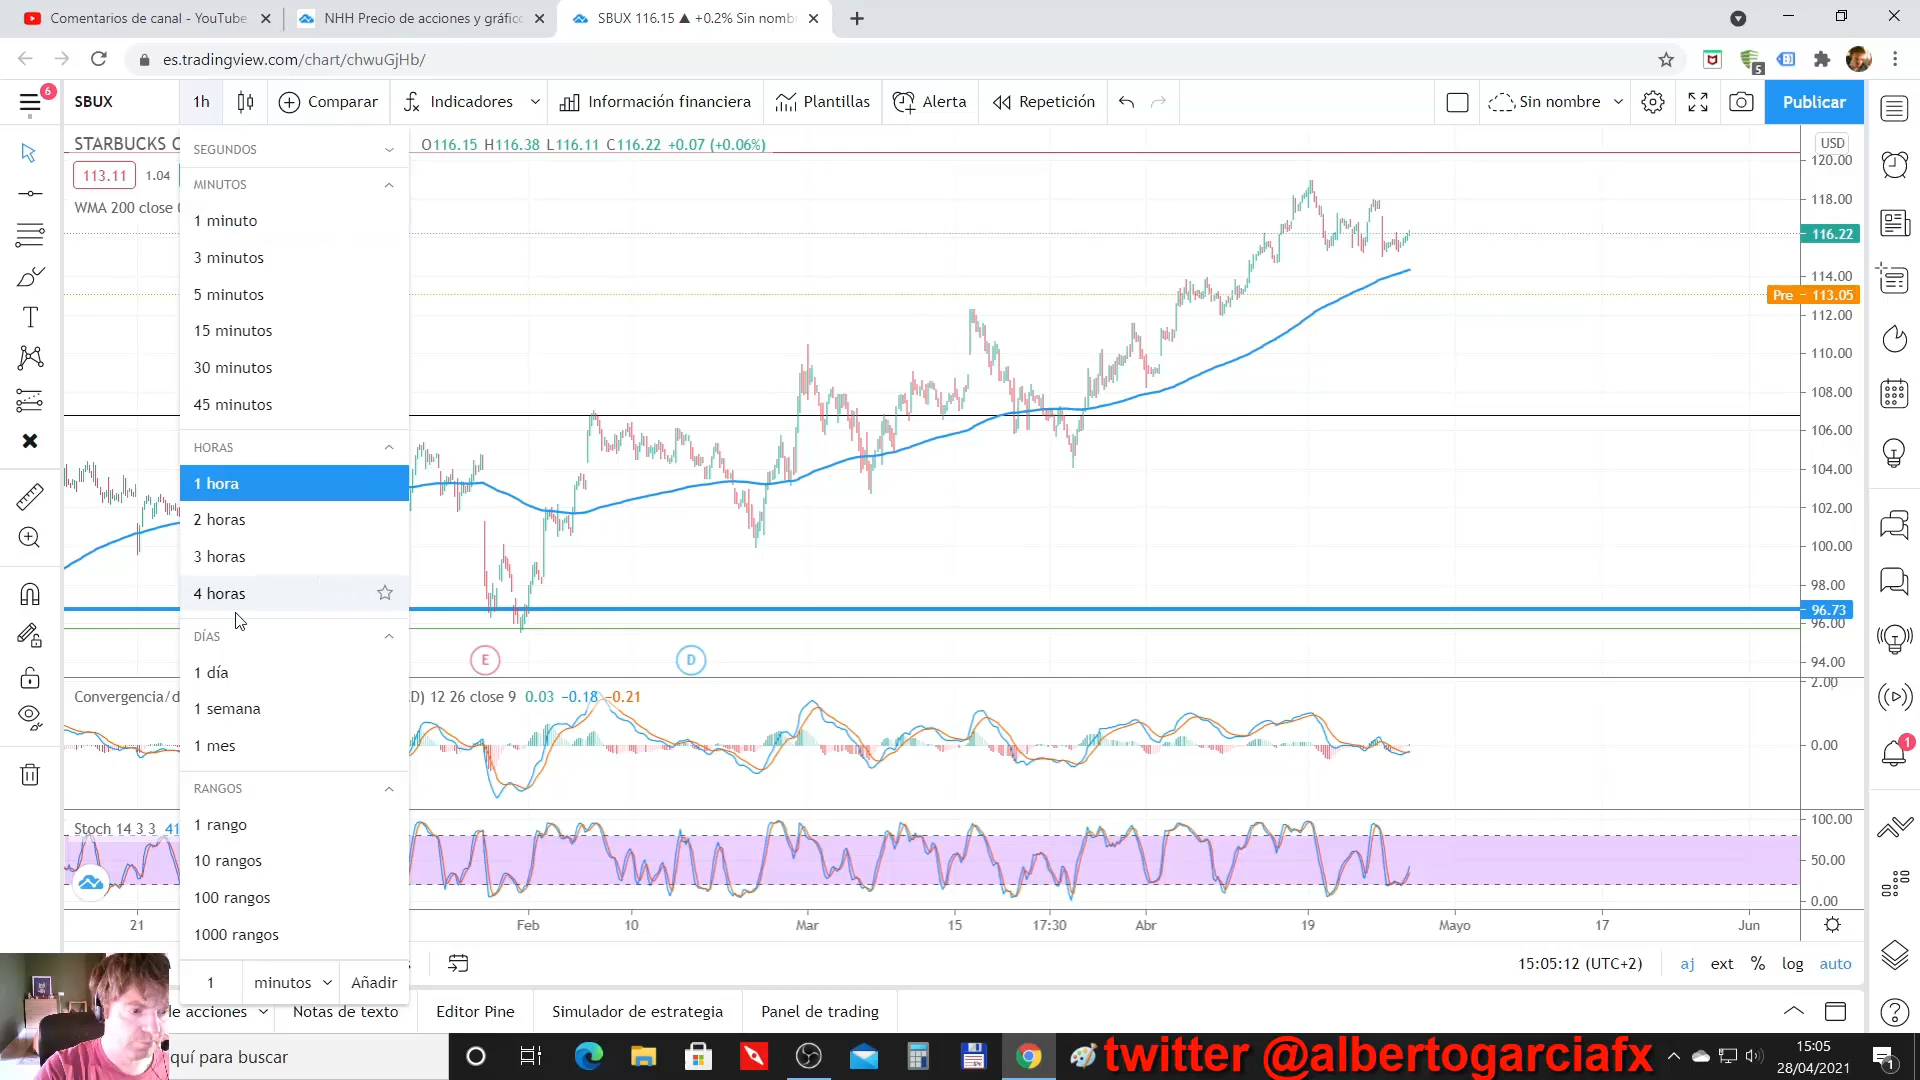 Comentarios de canal - YouTube
NHH Precio de acciones y gráfico
SBUX 116.15 ▲ +0.2% Sin nomb
es.tradingview.com/chart/chwuGjHb/
5
6
SBUX
1h
Comparar
Indicadores
Información financiera
Plantillas
Alerta
Repetición
Sin nombre
Publicar
STARBUCKS C
O116.15 H116.38 L116.11 C116.22 +0.07 (+0.06%)
113.11 1.04
WMA 200 close
SEGUNDOS
MINUTOS
1 minuto
3 minutos
5 minutos
15 minutos
30 minutos
45 minutos
HORAS
1 hora
2 horas
3 horas
4 horas
DÍAS
1 día
1 semana
1 mes
RANGOS
1 rango
10 rangos
100 rangos
1000 rangos
1 minutos Añadir
USD
120.00
118.00
116.22
114.00
Pre 113.05
112.00
110.00
108.00
106.00
104.00
102.00
100.00
98.00
96.73
96.00
94.00
E
D
Convergencia/d
D) 12 26 close 9 0.03 −0.18 −0.21
2.00
0.00
Stoch 14 3 3 41
100.00
50.00
0.00
21
Feb
10
Mar
15
17:30
Abr
19
Mayo
17
Jun
15:05:12 (UTC+2)
aj
ext
%
log
auto
1
de acciones
Notas de texto
Editor Pine
Simulador de estrategia
Panel de trading
quí para buscar
twitter @albertogarciafx
15:05
28/04/2021
1